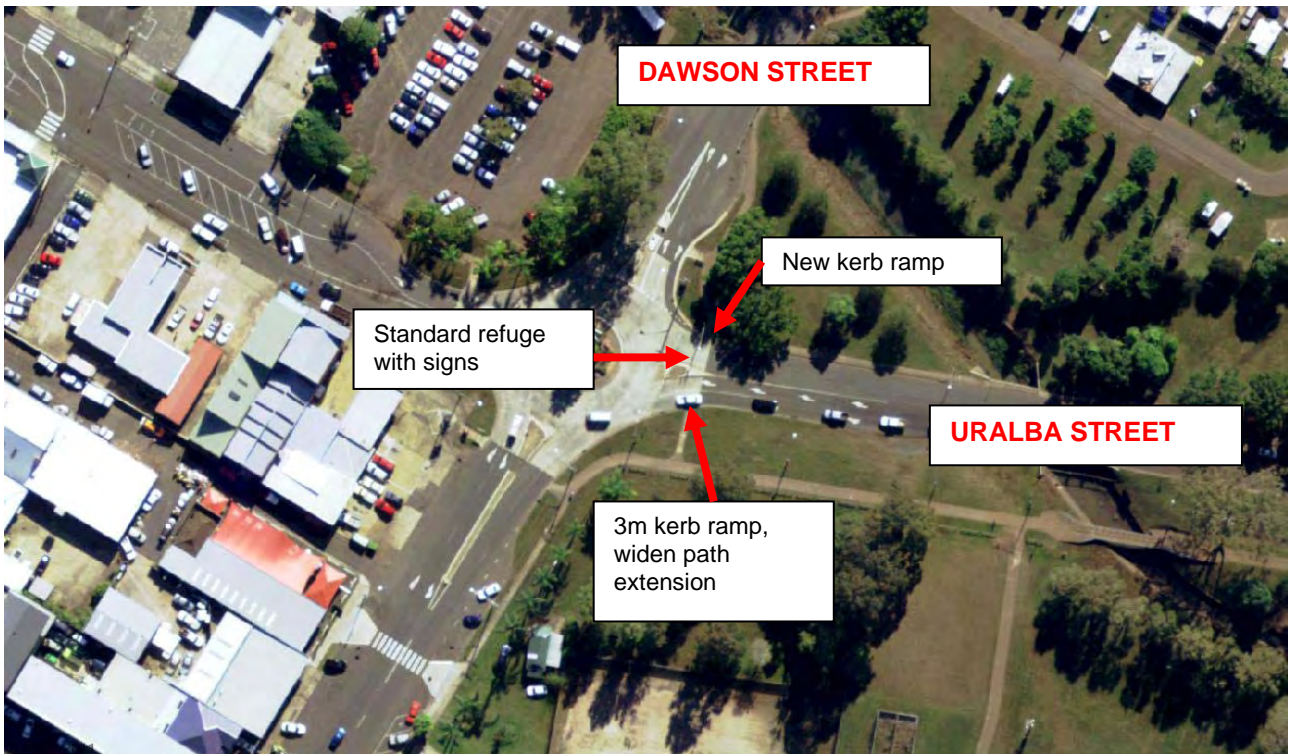 DAWSON STREET
New kerb ramp
Standard refuge
with signs
URALBA STREET
3m kerb ramp,
widen path
extension